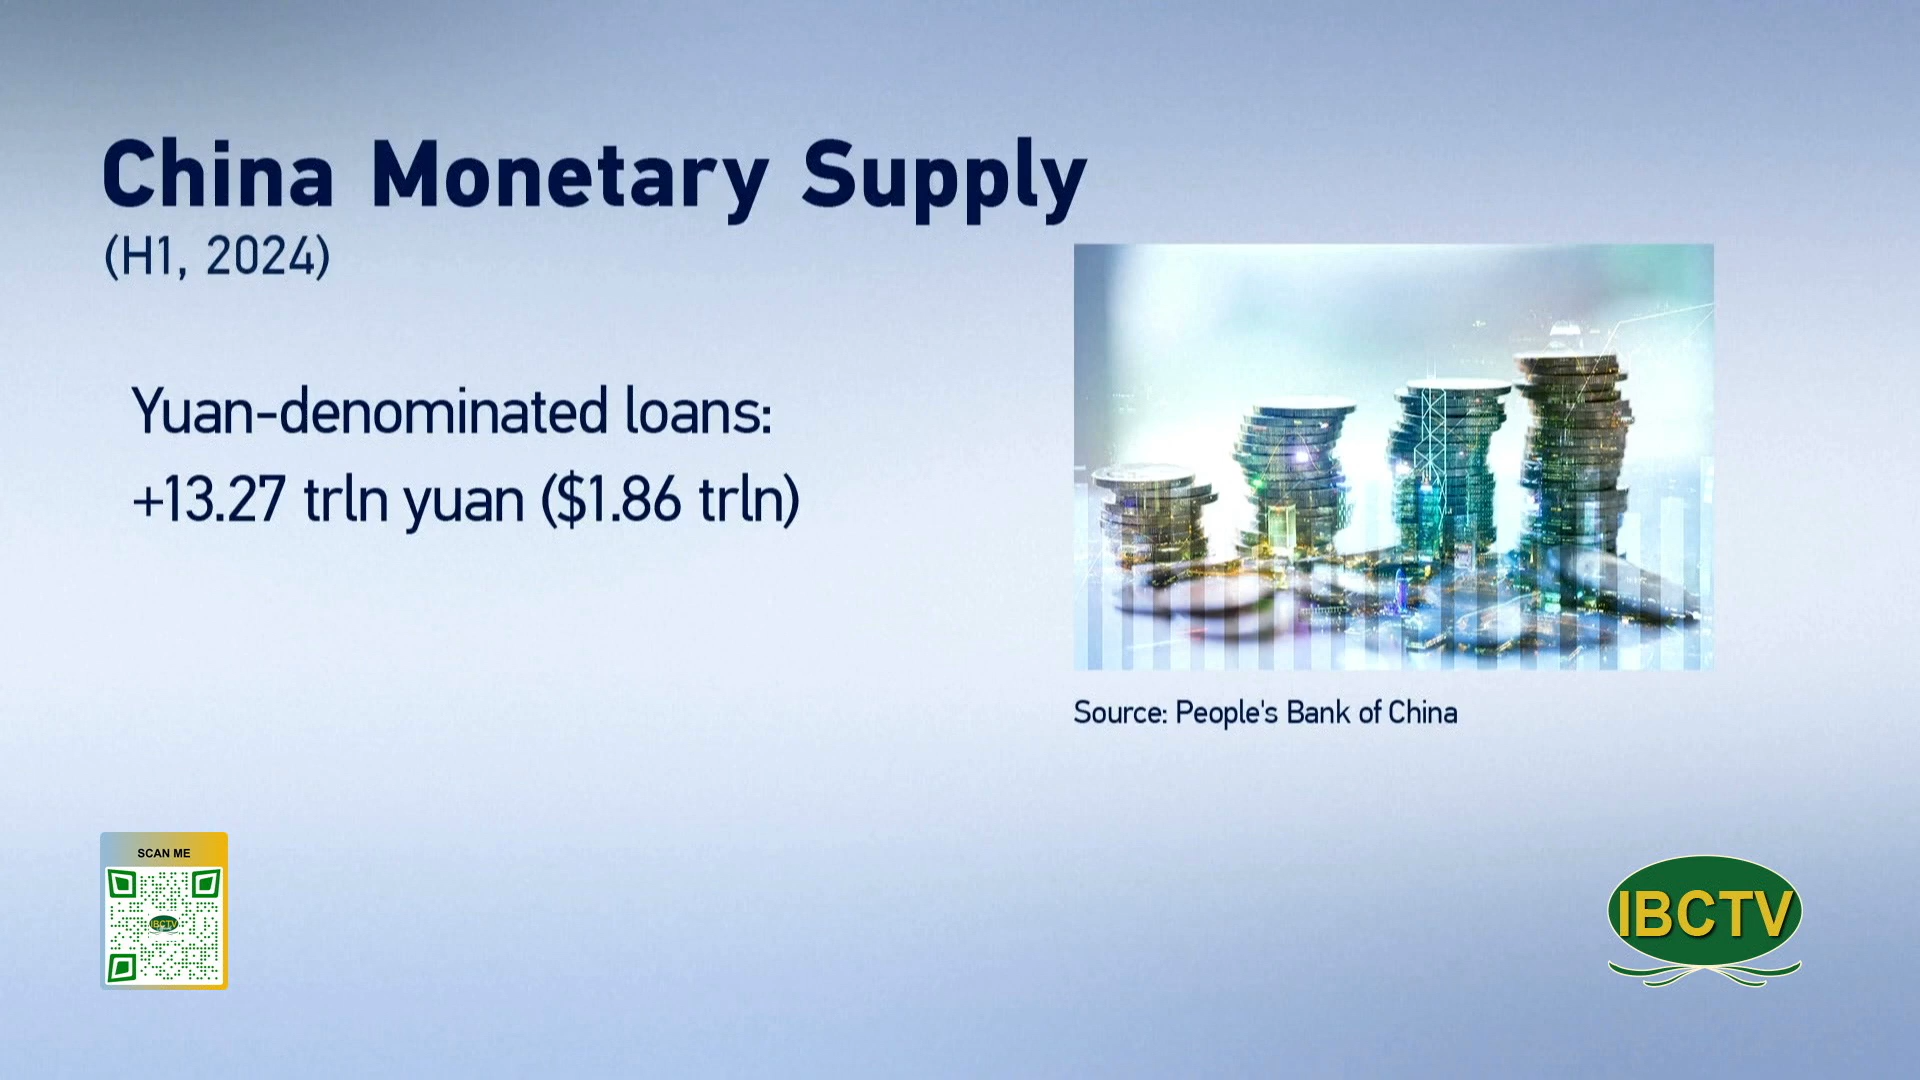 China Monetary Supply
(H1, 2024)
Yuan-denominated loans:
+13.27 trln yuan ($1.86 trln)
Source: People's Bank of China
SCAN ME
IBCTV
IBCTV